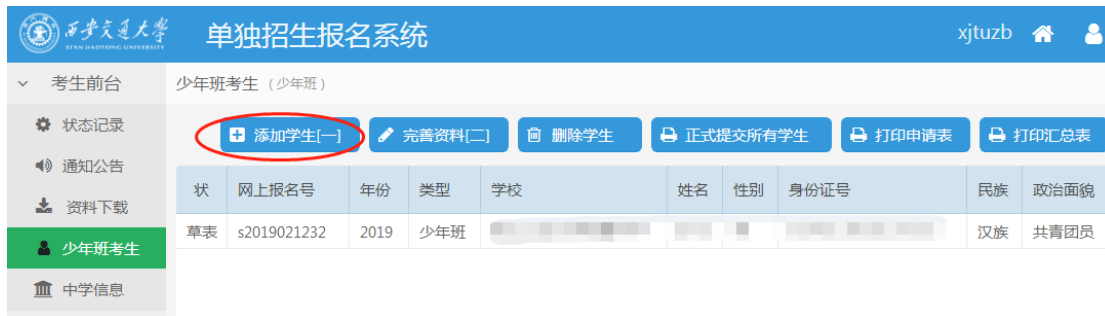 西安交通大学
XI'AN JIAOTONG UNIVERSITY
单独招生报名系统
xjtuzb
考生前台
少年班考生（少年班）
状态记录
添加学生[一] 完善资料[二] 删除学生 正式提交所有学生 打印申请表 打印汇总表
通知公告
状 网上报名号 年份 类型 学校 姓名 性别 身份证号 民族 政治面貌
资料下载
草表 s2019021232 2019 少年班 汉族 共青团员
少年班考生
中学信息